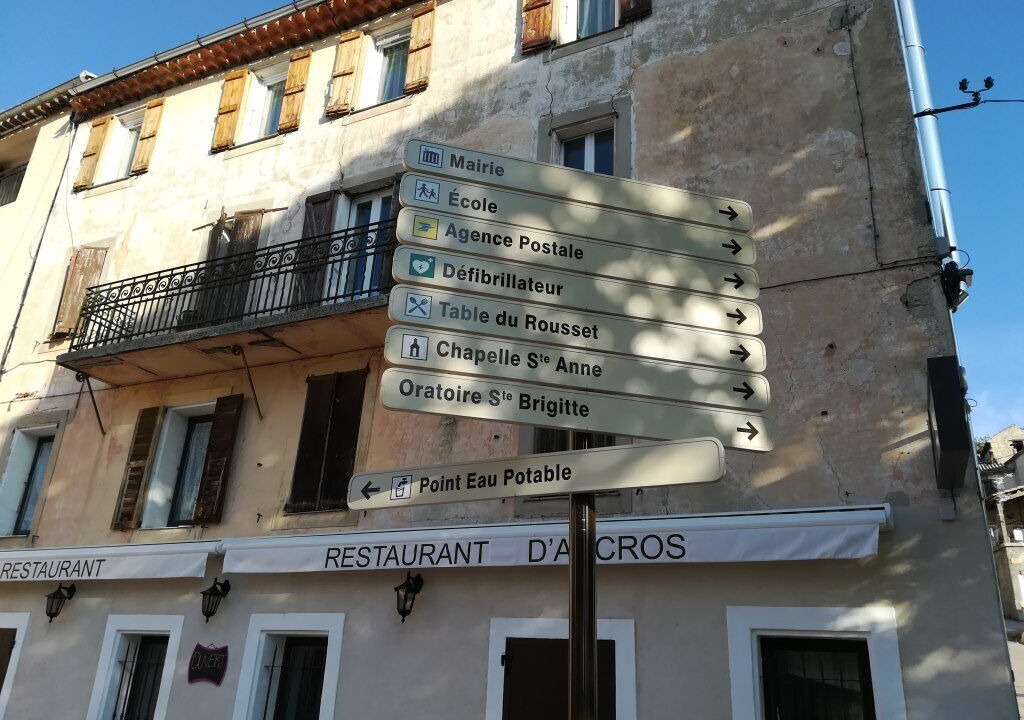 Mairie
École
Agence Postale
Défibrillateur
Table du Rousset
Chapelle Ste Anne
Oratoire Ste Brigitte
Point Eau Potable
RESTAURANT
RESTAURANT D'A CROS
OUVERT